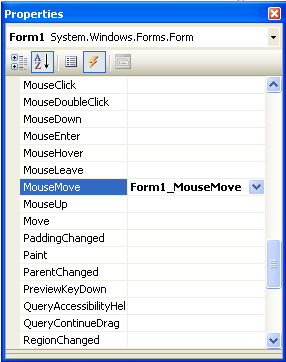 Properties
Form1 System.Windows.Forms.Form
MouseClick
MouseDoubleClick
MouseDown
MouseEnter
MouseHover
MouseLeave
MouseMove Form1_MouseMove
MouseUp
Move
PaddingChanged
Paint
ParentChanged
PreviewKeyDown
QueryAccessibilityHel
QueryContinueDrag
RegionChanged